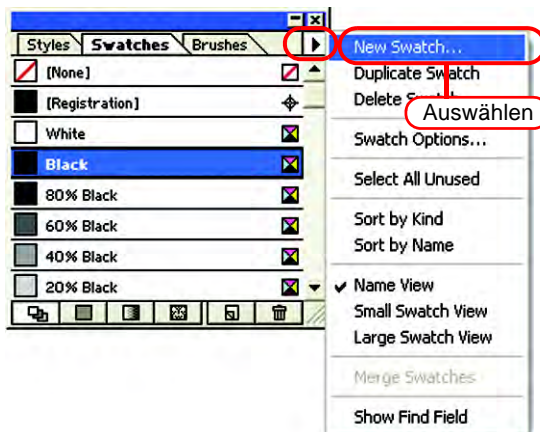 Styles Swatches Brushes
[None]
[Registration]
White
Black
80% Black
60% Black
40% Black
20% Black
New Swatch...
Duplicate Swatch
Delete
Auswählen
Swatch Options...
Select All Unused
Sort by Kind
Sort by Name
Name View
Small Swatch View
Large Swatch View
Merge Swatches
Show Find Field